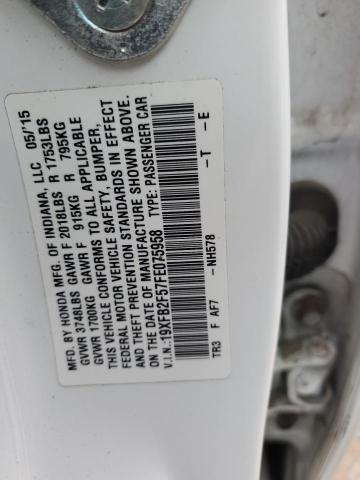 MFD. BY HONDA MFG. OF INDIANA, LLC 05/'15
GVWR 3748LBS GAWR F 2018LBS R 1753LBS
GVWR 1700KG GAWR F 915KG R 795KG
THIS VEHICLE CONFORMS TO ALL APPLICABLE
FEDERAL MOTOR VEHICLE SAFETY, BUMPER,
AND THEFT PREVENTION STANDARDS IN EFFECT
ON THE DATE OF MANUFACTURE SHOWN ABOVE.
V.I.N.:19XFB2F57FE075958 TYPE: PASSENGER CAR
TR3 F AF7 -NH578 -T -E